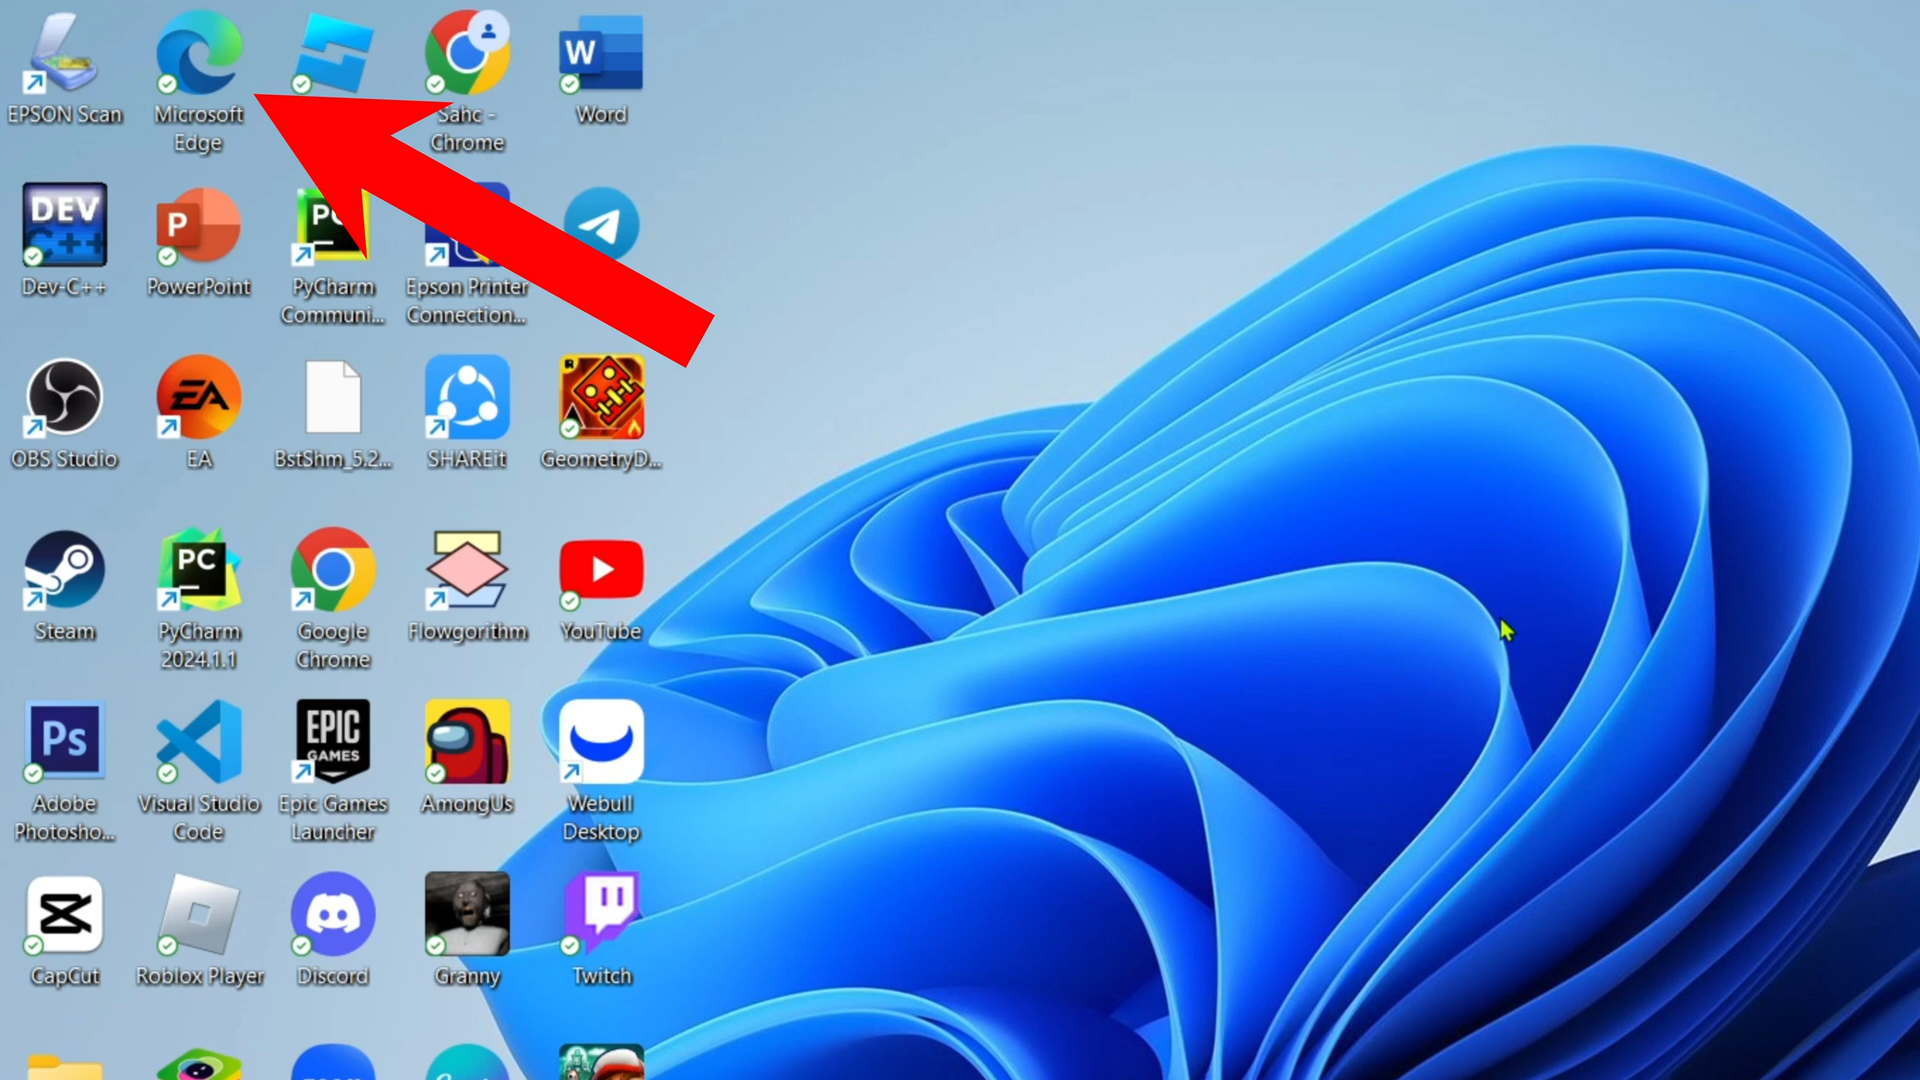 EPSON Scan
Microsoft
Edge
Sahc -
Chrome
W
Word
DEV
C++
Dev-C++
P
PowerPoint
PC
PyCharm
Communi...
Epson Printer
Connection...
OBS Studio
EA
EA
BstShm_5.2...
SHAREit
GeometryD...
Steam
PC
PyCharm
2024.1.1
Google
Chrome
Flowgorithm
YouTube
Ps
Adobe
Photosho...
Visual Studio
Code
EPIC
GAMES
Epic Games
Launcher
AmongUs
Webull
Desktop
CapCut
Roblox Player
Discord
Granny
Twitch